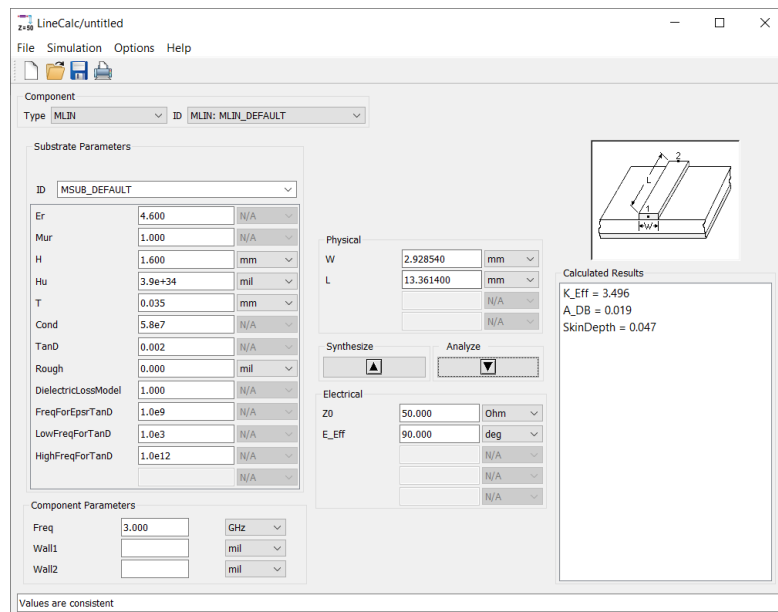 Z=50 LineCalc/untitled
File Simulation Options Help
Component
Type MLIN ID MLIN: MLIN_DEFAULT
Substrate Parameters
ID MSUB_DEFAULT
Er 4.600 N/A
Mur 1.000 N/A
H 1.600 mm
Hu 3.9e+34 mil
T 0.035 mm
Cond 5.8e7 N/A
TanD 0.002 N/A
Rough 0.000 mil
DielectricLossModel 1.000 N/A
FreqForEpsrTanD 1.0e9 N/A
LowFreqForTanD 1.0e3 N/A
HighFreqForTanD 1.0e12 N/A
N/A
Component Parameters
Freq 3.000 GHz
Wall1 mil
Wall2 mil
Physical
W 2.928540 mm
L 13.361400 mm
N/A
N/A
Synthesize Analyze
Electrical
Z0 50.000 Ohm
E_Eff 90.000 deg
N/A
N/A
N/A
2
L
1
W
Calculated Results
K_Eff = 3.496
A_DB = 0.019
SkinDepth = 0.047
Values are consistent